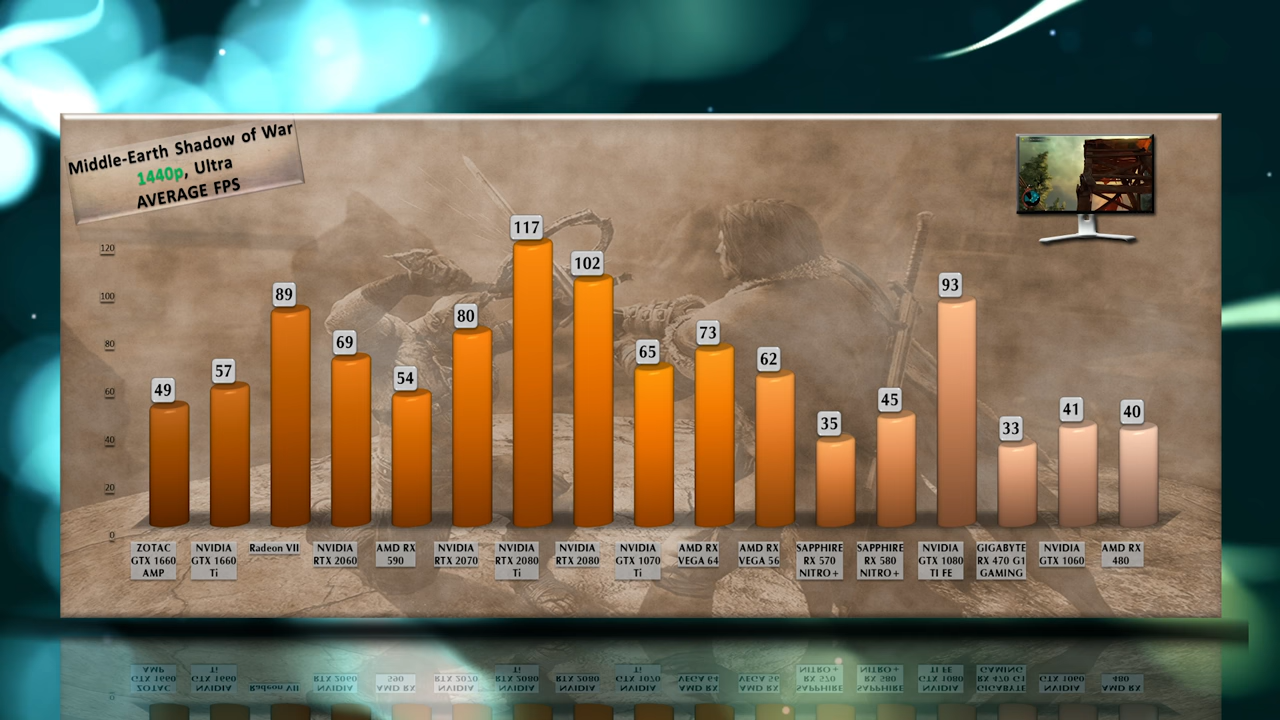 Middle-Earth Shadow of War
1440p, Ultra
AVERAGE FPS
120
100
80
60
40
20
0
49
57
89
69
54
80
117
102
65
73
62
35
45
93
33
41
40
ZOTAC
GTX 1660
AMP
NVIDIA
GTX 1660
Ti
Radeon VII
NVIDIA
RTX 2060
AMD RX
590
NVIDIA
RTX 2070
NVIDIA
RTX 2080
Ti
NVIDIA
RTX 2080
NVIDIA
GTX 1070
Ti
AMD RX
VEGA 64
AMD RX
VEGA 56
SAPPHIRE
RX 570
NITRO+
SAPPHIRE
RX 580
NITRO+
NVIDIA
GTX 1080
TI FE
GIGABYTE
RX 470 G1
GAMING
NVIDIA
GTX 1060
AMD RX
480